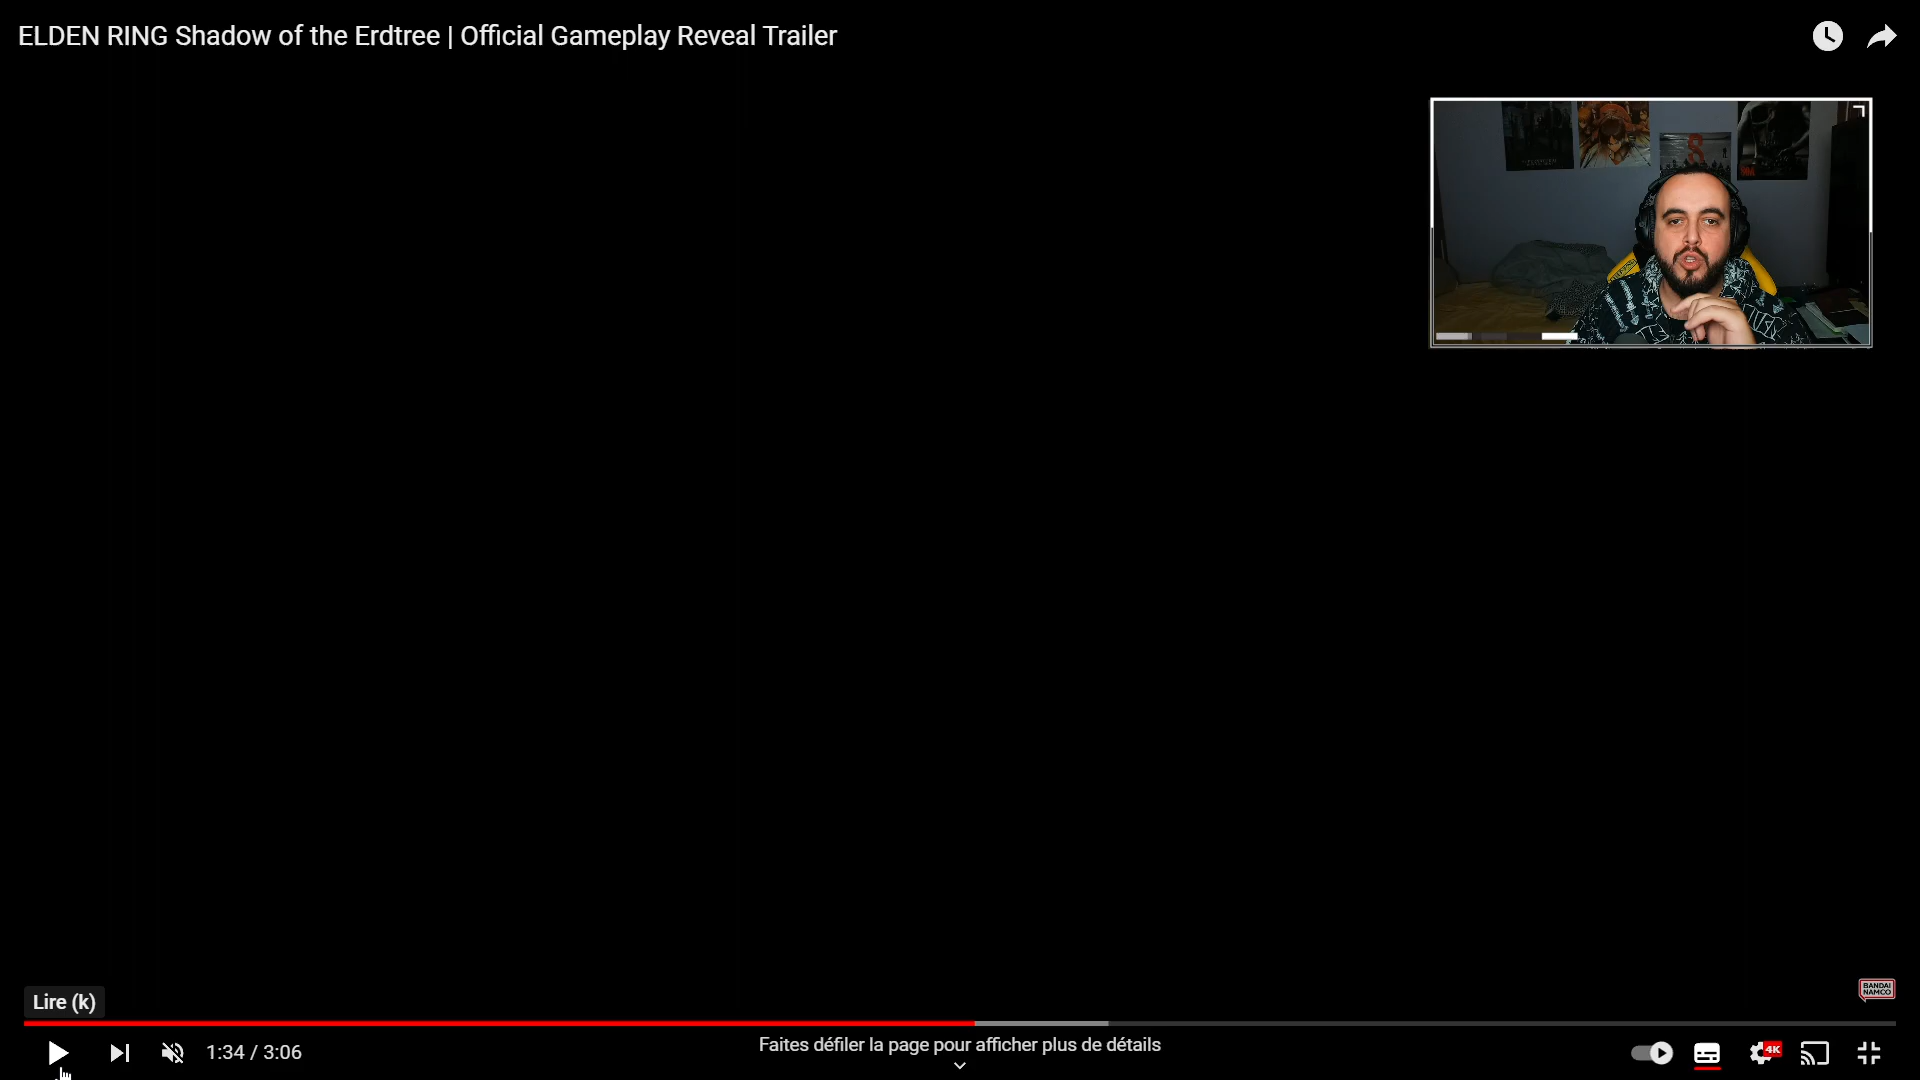 ELDEN RING Shadow of the Erdtree | Official Gameplay Reveal Trailer
BANDAI
NAMCO
Lire (k)
1:34 / 3:06
Faites défiler la page pour afficher plus de détails
4K